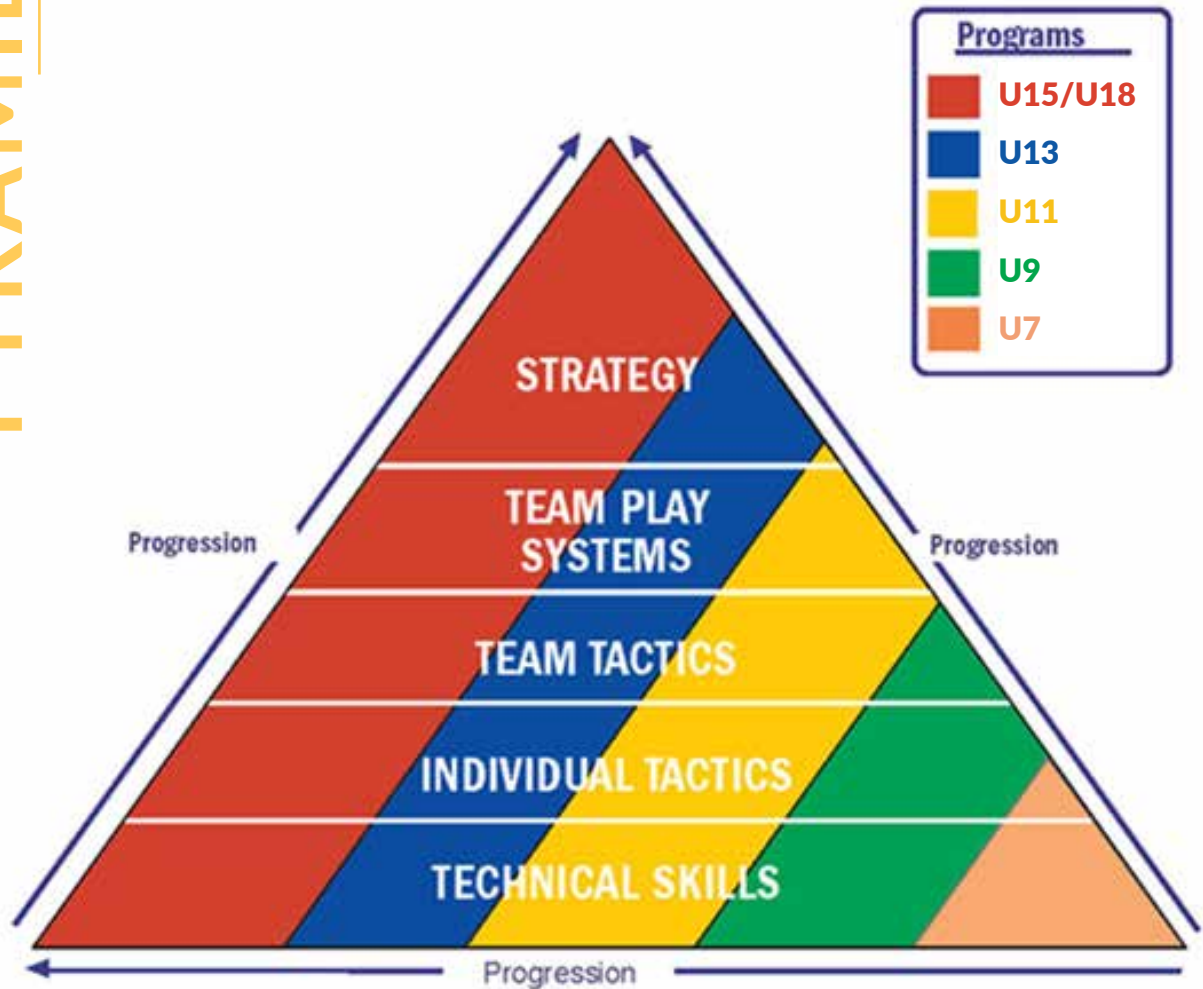 Programs
U15/U18
U13
U11
U9
U7
STRATEGY
TEAM PLAY
SYSTEMS
Progression
Progression
TEAM TACTICS
INDIVIDUAL TACTICS
TECHNICAL SKILLS
Progression